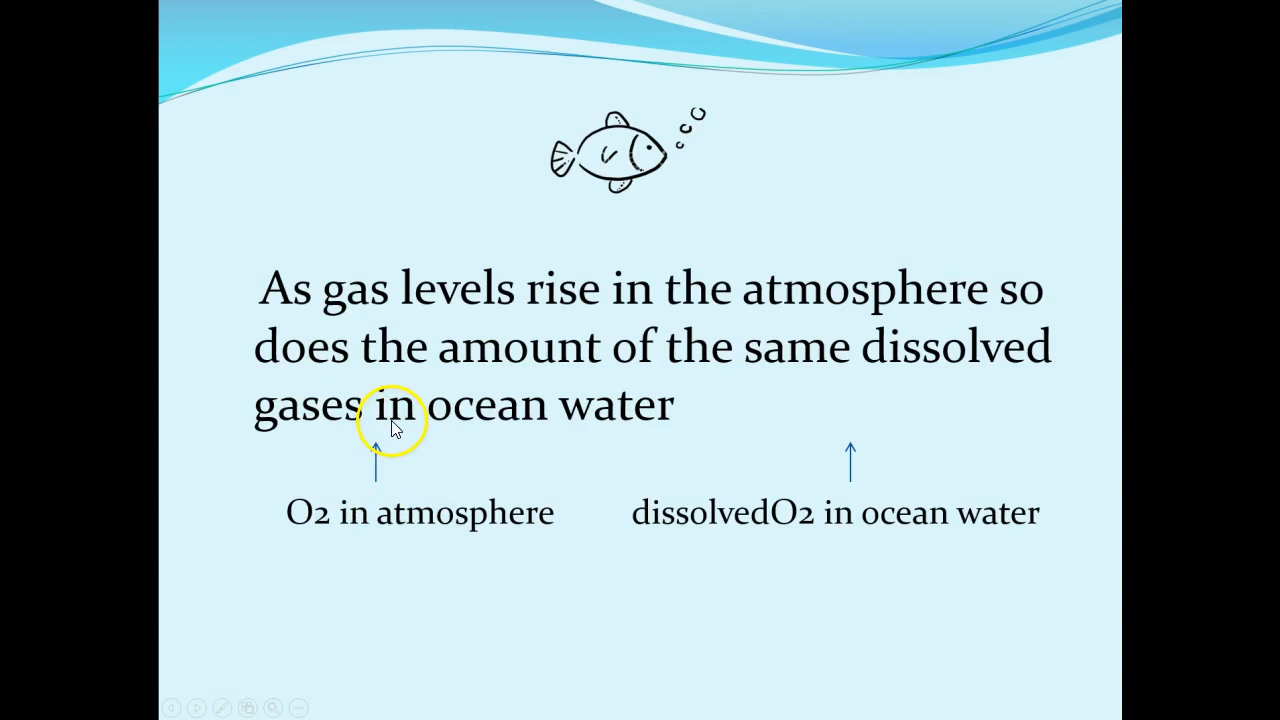 As gas levels rise in the atmosphere so
does the amount of the same dissolved
gases in ocean water
O2 in atmosphere
dissolvedO2 in ocean water